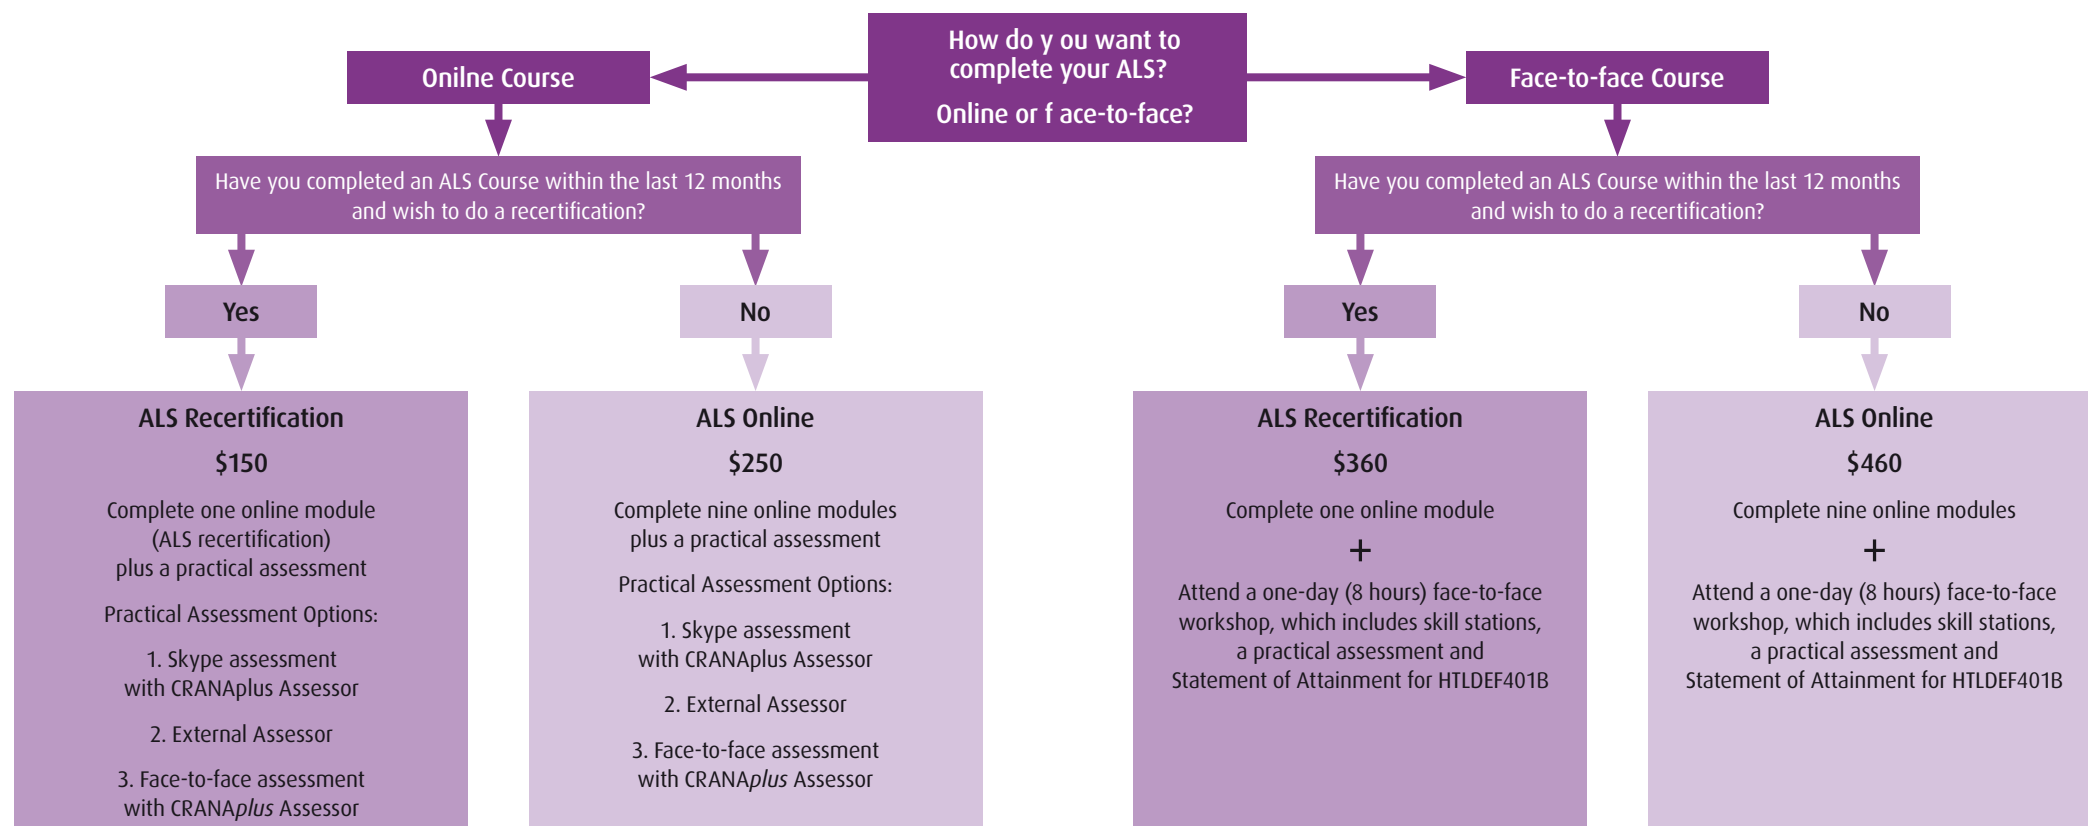 How do y ou want to
complete your ALS?
Online or f ace-to-face?
Onilne Course
Face-to-face Course
Have you completed an ALS Course within the last 12 months
and wish to do a recertification?
Yes
No
ALS Recertification
$150
Complete one online module
(ALS recertification)
plus a practical assessment
Practical Assessment Options:
1. Skype assessment
with CRANAplus Assessor
2. External Assessor
3. Face-to-face assessment
with CRANAplus Assessor
ALS Online
$250
Complete nine online modules
plus a practical assessment
Practical Assessment Options:
1. Skype assessment
with CRANAplus Assessor
2. External Assessor
3. Face-to-face assessment
with CRANAplus Assessor
Have you completed an ALS Course within the last 12 months
and wish to do a recertification?
Yes
No
ALS Recertification
$360
Complete one online module
+
Attend a one-day (8 hours) face-to-face
workshop, which includes skill stations,
a practical assessment and
Statement of Attainment for HTLDEF401B
ALS Online
$460
Complete nine online modules
+
Attend a one-day (8 hours) face-to-face
workshop, which includes skill stations,
a practical assessment and
Statement of Attainment for HTLDEF401B